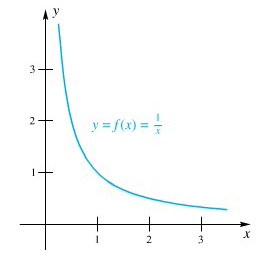 y
3
2
y = f(x) = 1/x
1
1 2 3
x